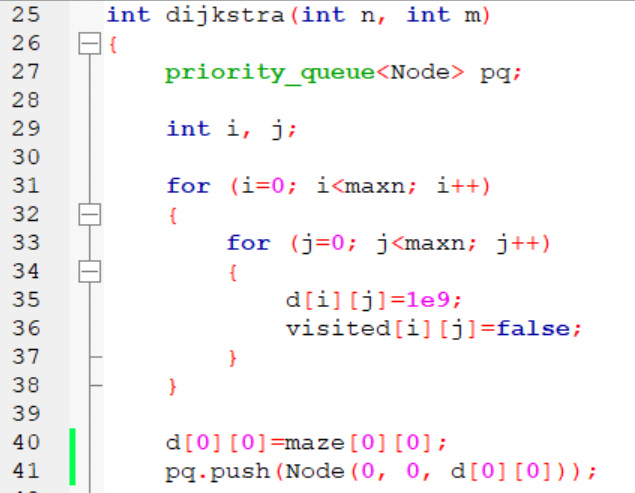 25 int dijkstra(int n, int m)
26 {
27 priority_queue<Node> pq;
28
29 int i, j;
30
31 for (i=0; i<maxn; i++)
32 {
33 for (j=0; j<maxn; j++)
34 {
35 d[i][j]=1e9;
36 visited[i][j]=false;
37 }
38 }
39
40 d[0][0]=maze[0][0];
41 pq.push(Node(0, 0, d[0][0]));